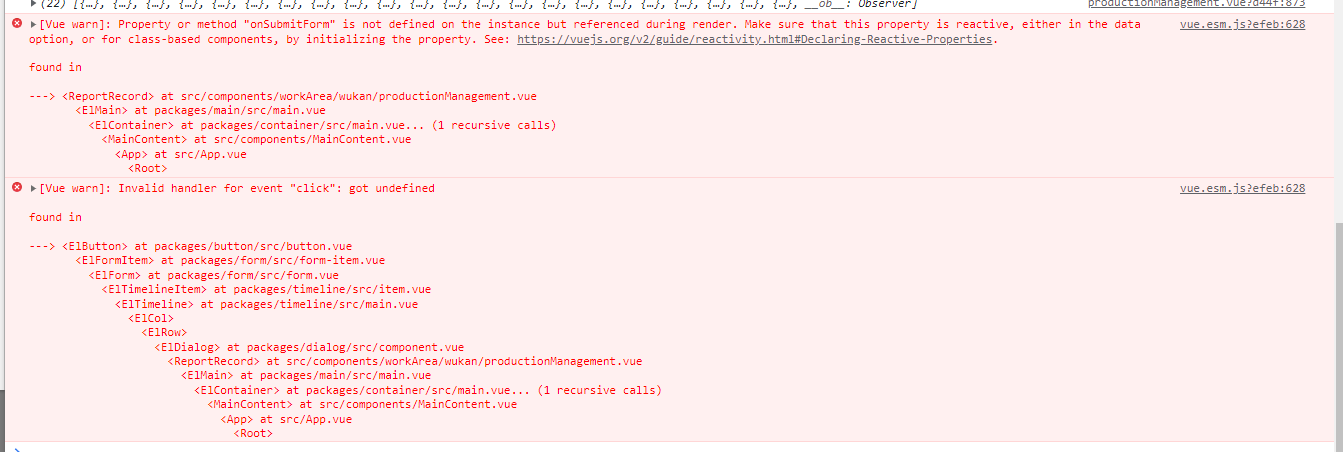 (22) [{…}, {…}, {…}, {…}, {…}, {…}, {…}, {…}, {…}, {…}, {…}, {…}, {…}, {…}, {…}, {…}, {…}, {…}, {…}, {…}, {…}, {…}, __ob__: Observer] productionManagement.vue?d44f:873
[Vue warn]: Property or method "onSubmitForm" is not defined on the instance but referenced during render. Make sure that this property is reactive, either in the data vue.esm.js?efeb:628
option, or for class-based components, by initializing the property. See: https://vuejs.org/v2/guide/reactivity.html#Declaring-Reactive-Properties.
found in
---> <ReportRecord> at src/components/workArea/wukan/productionManagement.vue
<ElMain> at packages/main/src/main.vue
<ElContainer> at packages/container/src/main.vue... (1 recursive calls)
<MainContent> at src/components/MainContent.vue
<App> at src/App.vue
<Root>
[Vue warn]: Invalid handler for event "click": got undefined vue.esm.js?efeb:628
found in
---> <ElButton> at packages/button/src/button.vue
<ElFormItem> at packages/form/src/form-item.vue
<ElForm> at packages/form/src/form.vue
<ElTimelineItem> at packages/timeline/src/item.vue
<ElTimeline> at packages/timeline/src/main.vue
<ElCol>
<ElRow>
<ElDialog> at packages/dialog/src/component.vue
<ReportRecord> at src/components/workArea/wukan/productionManagement.vue
<ElMain> at packages/main/src/main.vue
<ElContainer> at packages/container/src/main.vue... (1 recursive calls)
<MainContent> at src/components/MainContent.vue
<App> at src/App.vue
<Root>